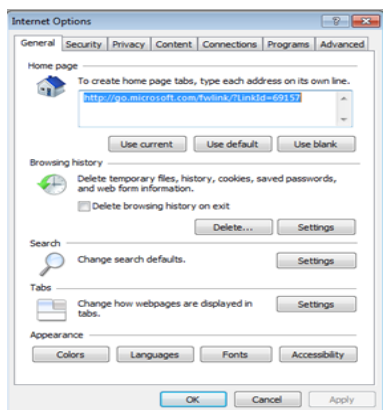 Internet Options
General Security Privacy Content Connections Programs Advanced
Home page
To create home page tabs, type each address on its own line.
http://go.microsoft.com/fwlink/?LinkId=69157
Use current Use default Use blank
Browsing history
Delete temporary files, history, cookies, saved passwords,
and web form information.
Delete browsing history on exit
Delete... Settings
Search
Change search defaults.
Settings
Tabs
Change how webpages are displayed in
tabs.
Settings
Appearance
Colors Languages Fonts Accessibility
OK Cancel Apply